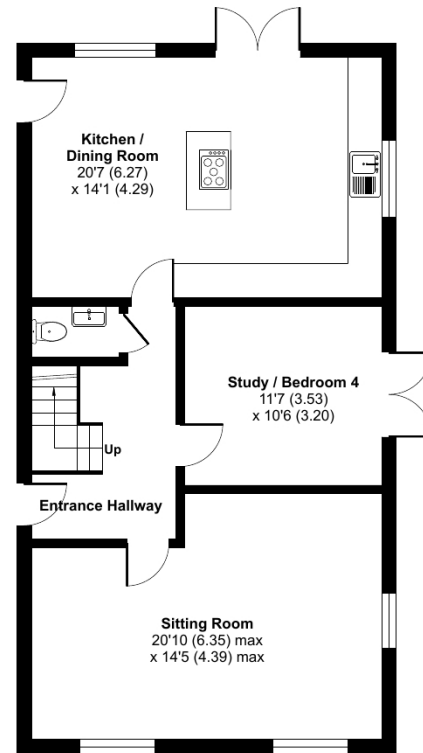 Kitchen /
Dining Room
20'7 (6.27)
x 14'1 (4.29)
Study / Bedroom 4
11'7 (3.53)
x 10'6 (3.20)
Up
Entrance Hallway
Sitting Room
20'10 (6.35) max
x 14'5 (4.39) max